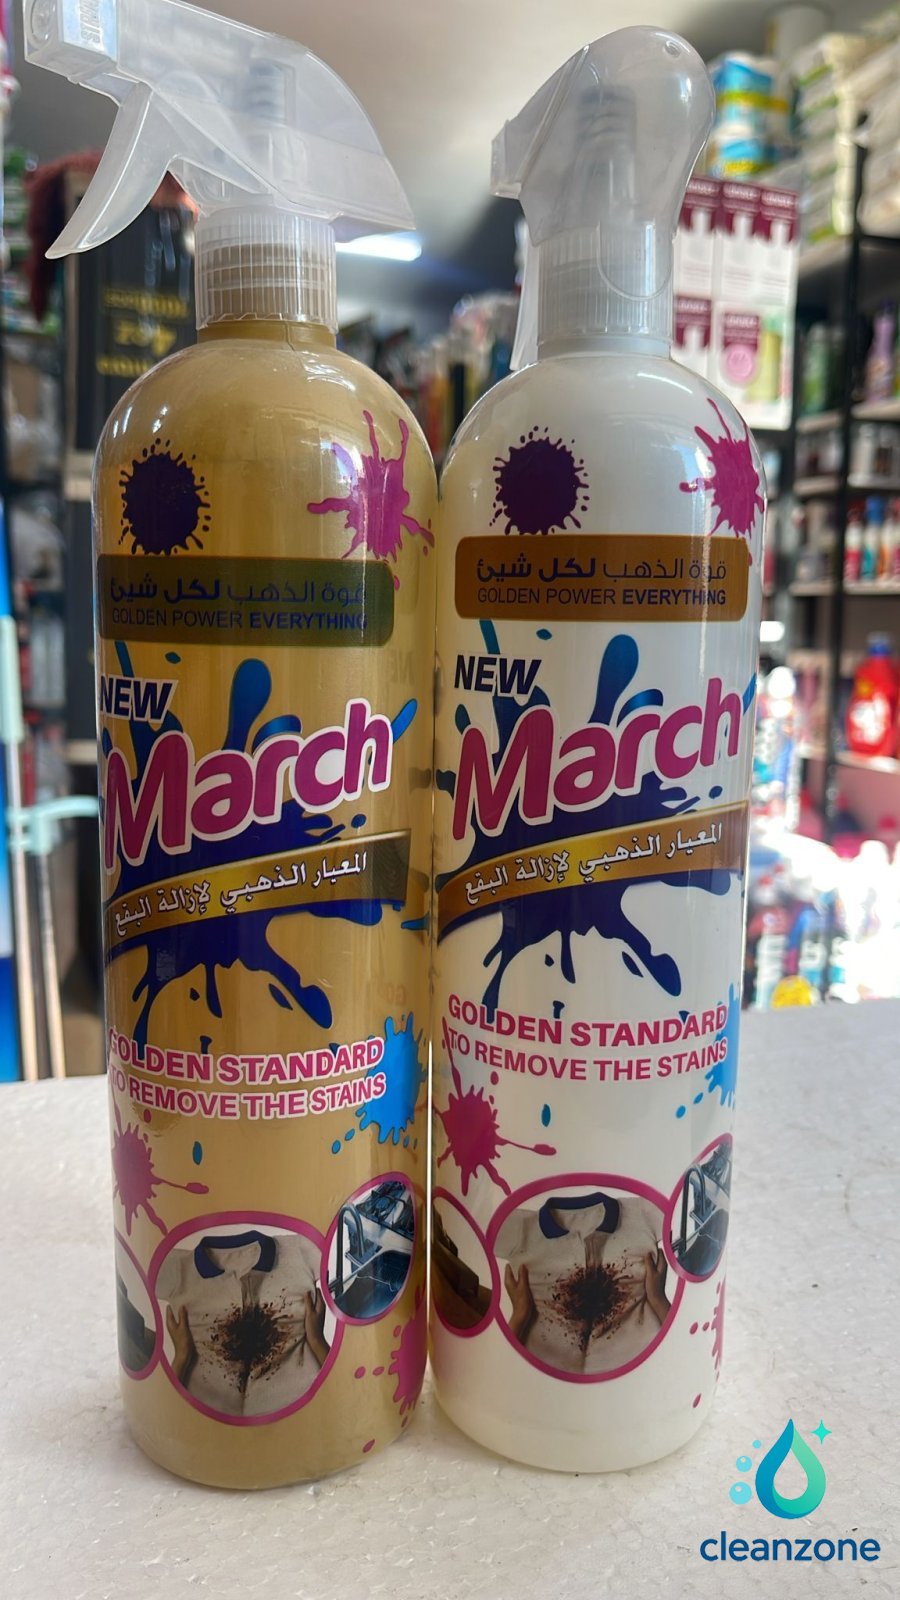 قوة الذهب لكل شيئ
GOLDEN POWER EVERYTHING
NEW
March
المعيار الذهبي لإزالة البقع
GOLDEN STANDARD
TO REMOVE THE STAINS
قوة الذهب لكل شيئ
GOLDEN POWER EVERYTHING
NEW
March
المعيار الذهبي لإزالة البقع
GOLDEN STANDARD
TO REMOVE THE STAINS
cleanzone